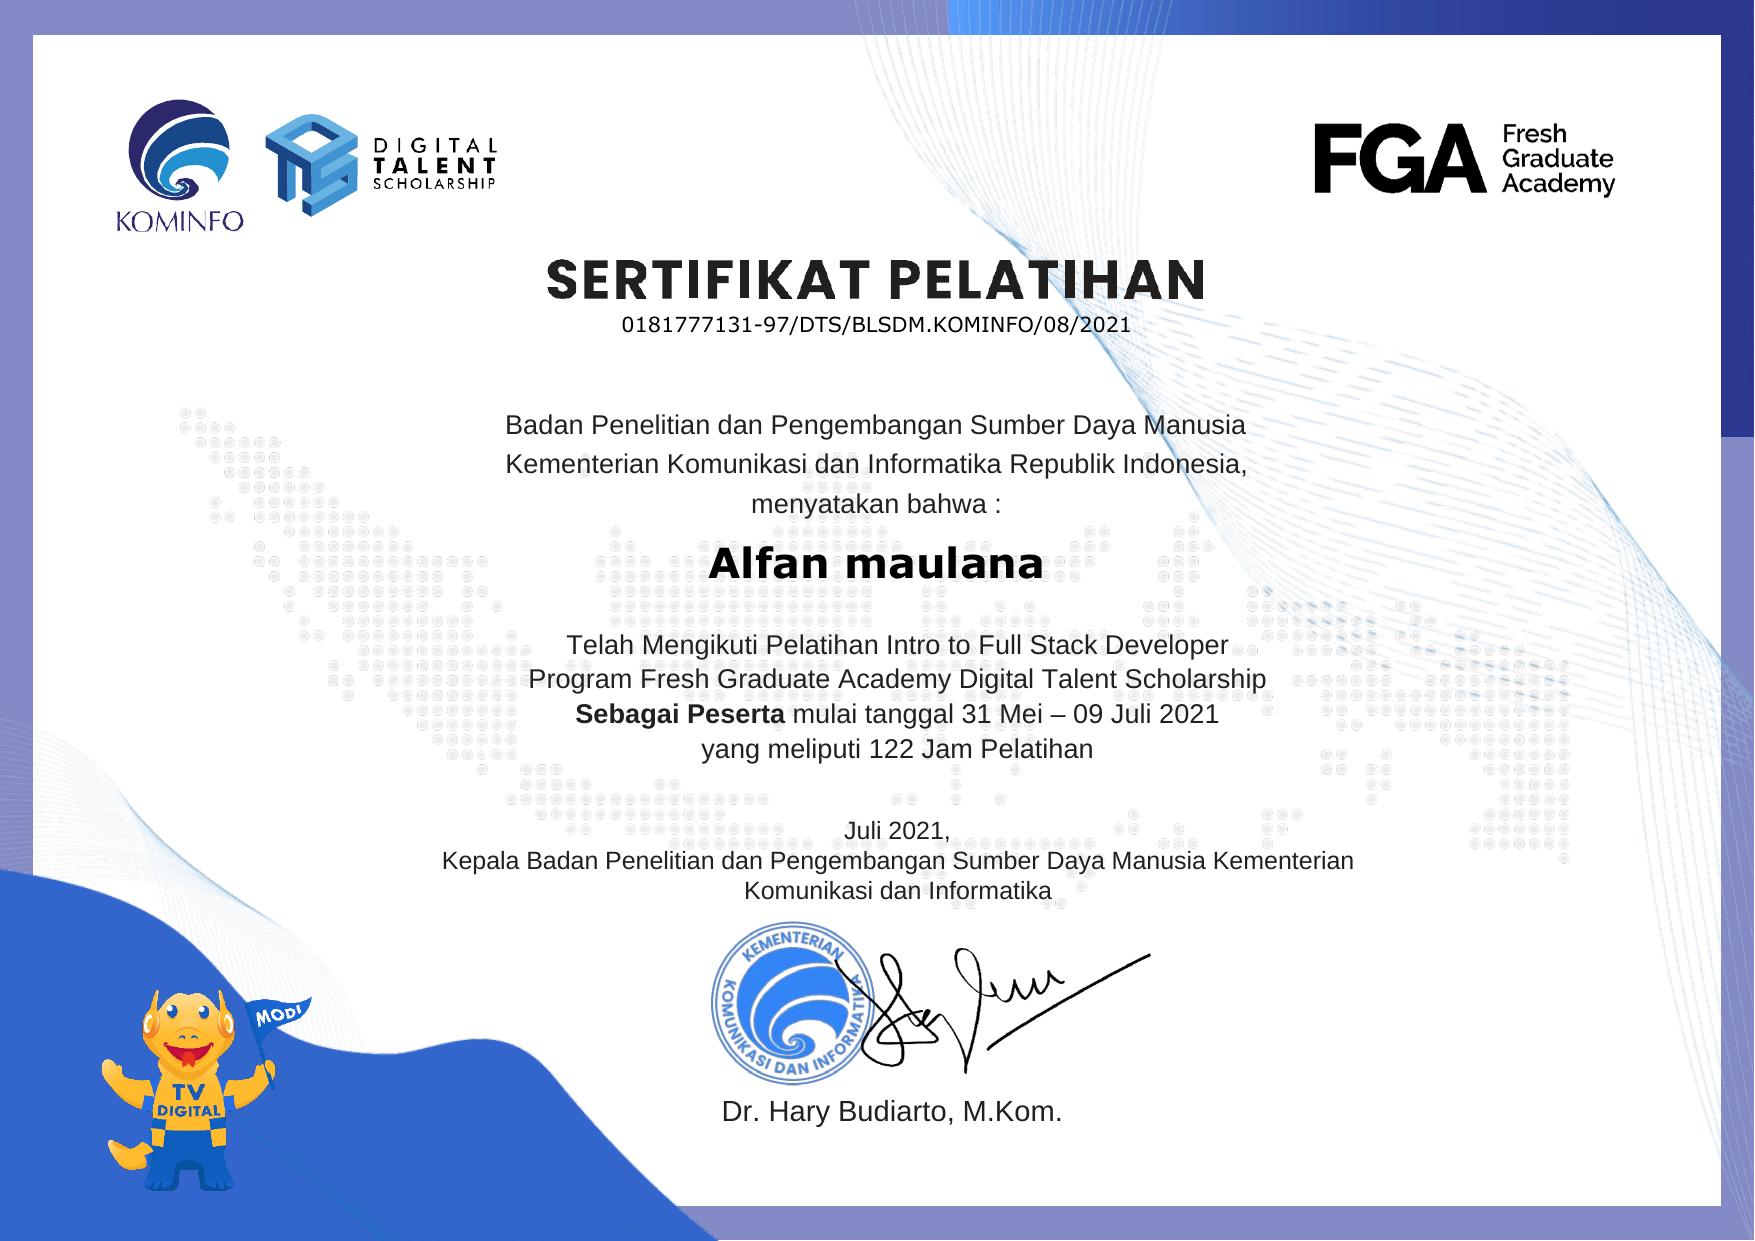 KOMINFO
DIGITAL
TALENT
SCHOLARSHIP
FGA
Fresh
Graduate
Academy
SERTIFIKAT PELATIHAN
0181777131-97/DTS/BLSDM.KOMINFO/08/2021
Badan Penelitian dan Pengembangan Sumber Daya Manusia
Kementerian Komunikasi dan Informatika Republik Indonesia,
menyatakan bahwa :
Alfan maulana
Telah Mengikuti Pelatihan Intro to Full Stack Developer
Program Fresh Graduate Academy Digital Talent Scholarship
Sebagai Peserta mulai tanggal 31 Mei – 09 Juli 2021
yang meliputi 122 Jam Pelatihan
Juli 2021,
Kepala Badan Penelitian dan Pengembangan Sumber Daya Manusia Kementerian
Komunikasi dan Informatika
KEMENTERIAN
KOMUNIKASI DAN INFORMATIKA
MODI
TV
DIGITAL
Dr. Hary Budiarto, M.Kom.